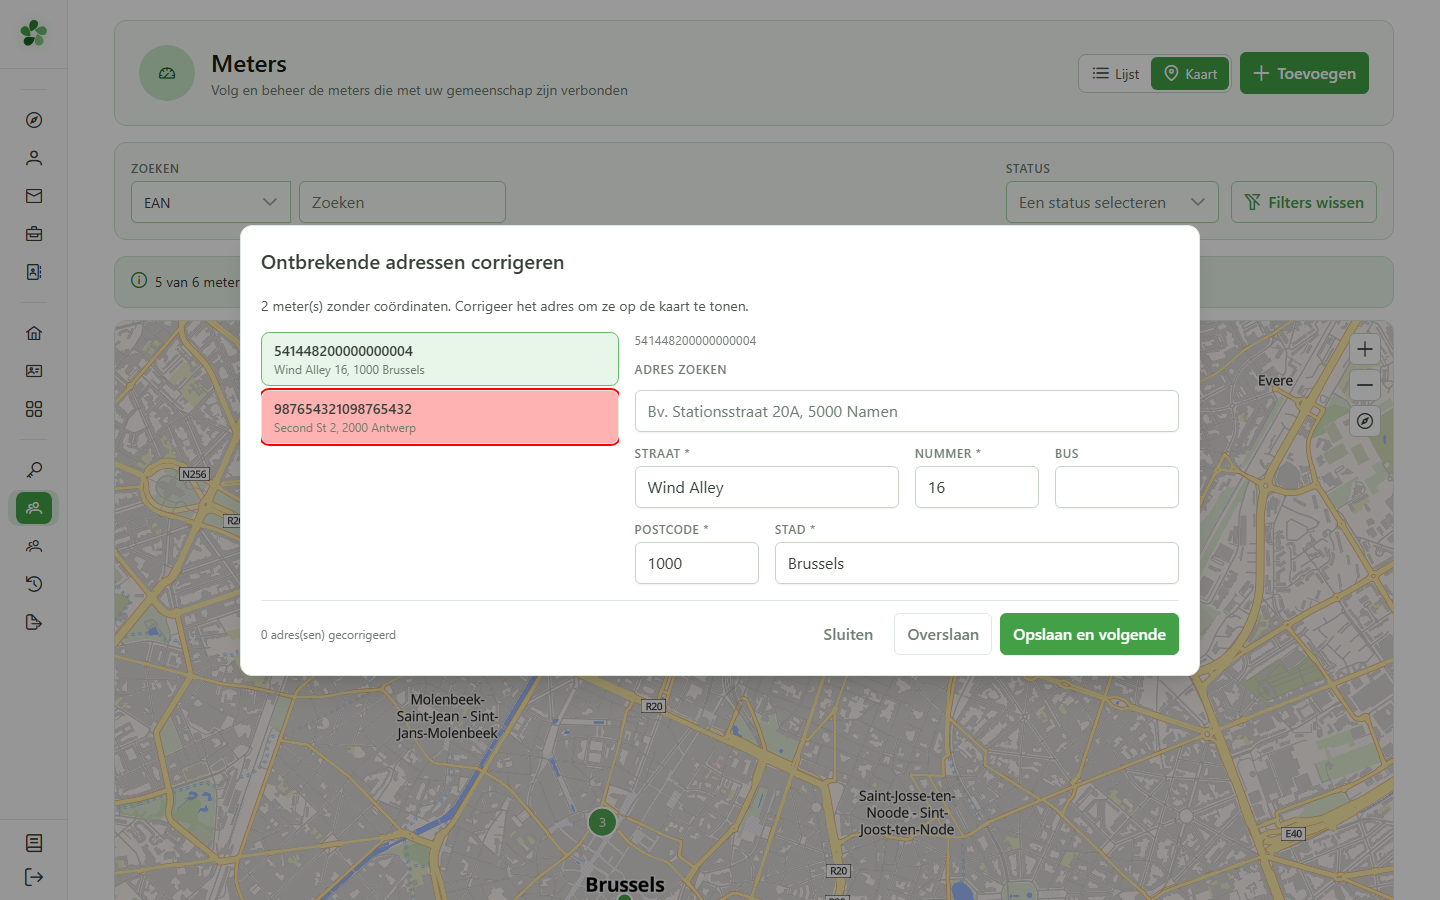 Meters
Volg en beheer de meters die met uw gemeenschap zijn verbonden
Lijst
Kaart
Toevoegen
ZOEKEN
EAN
Zoeken
STATUS
Een status selecteren
Filters wissen
5 van 6 meter
Ontbrekende adressen corrigeren
2 meter(s) zonder coördinaten. Corrigeer het adres om ze op de kaart te tonen.
541448200000000004
Wind Alley 16, 1000 Brussels
987654321098765432
Second St 2, 2000 Antwerp
541448200000000004
ADRES ZOEKEN
Bv. Stationsstraat 20A, 5000 Namen
STRAAT *
NUMMER *
BUS
Wind Alley
16
POSTCODE *
STAD *
1000
Brussels
0 adres(sen) gecorrigeerd
Sluiten
Overslaan
Opslaan en volgende
Evere
N256
R20
Molenbeek-
Saint-Jean - Sint-
Jans-Molenbeek
Saint-Josse-ten-
Noode - Sint-
Joost-ten-Node
3
E40
R20
Brussels